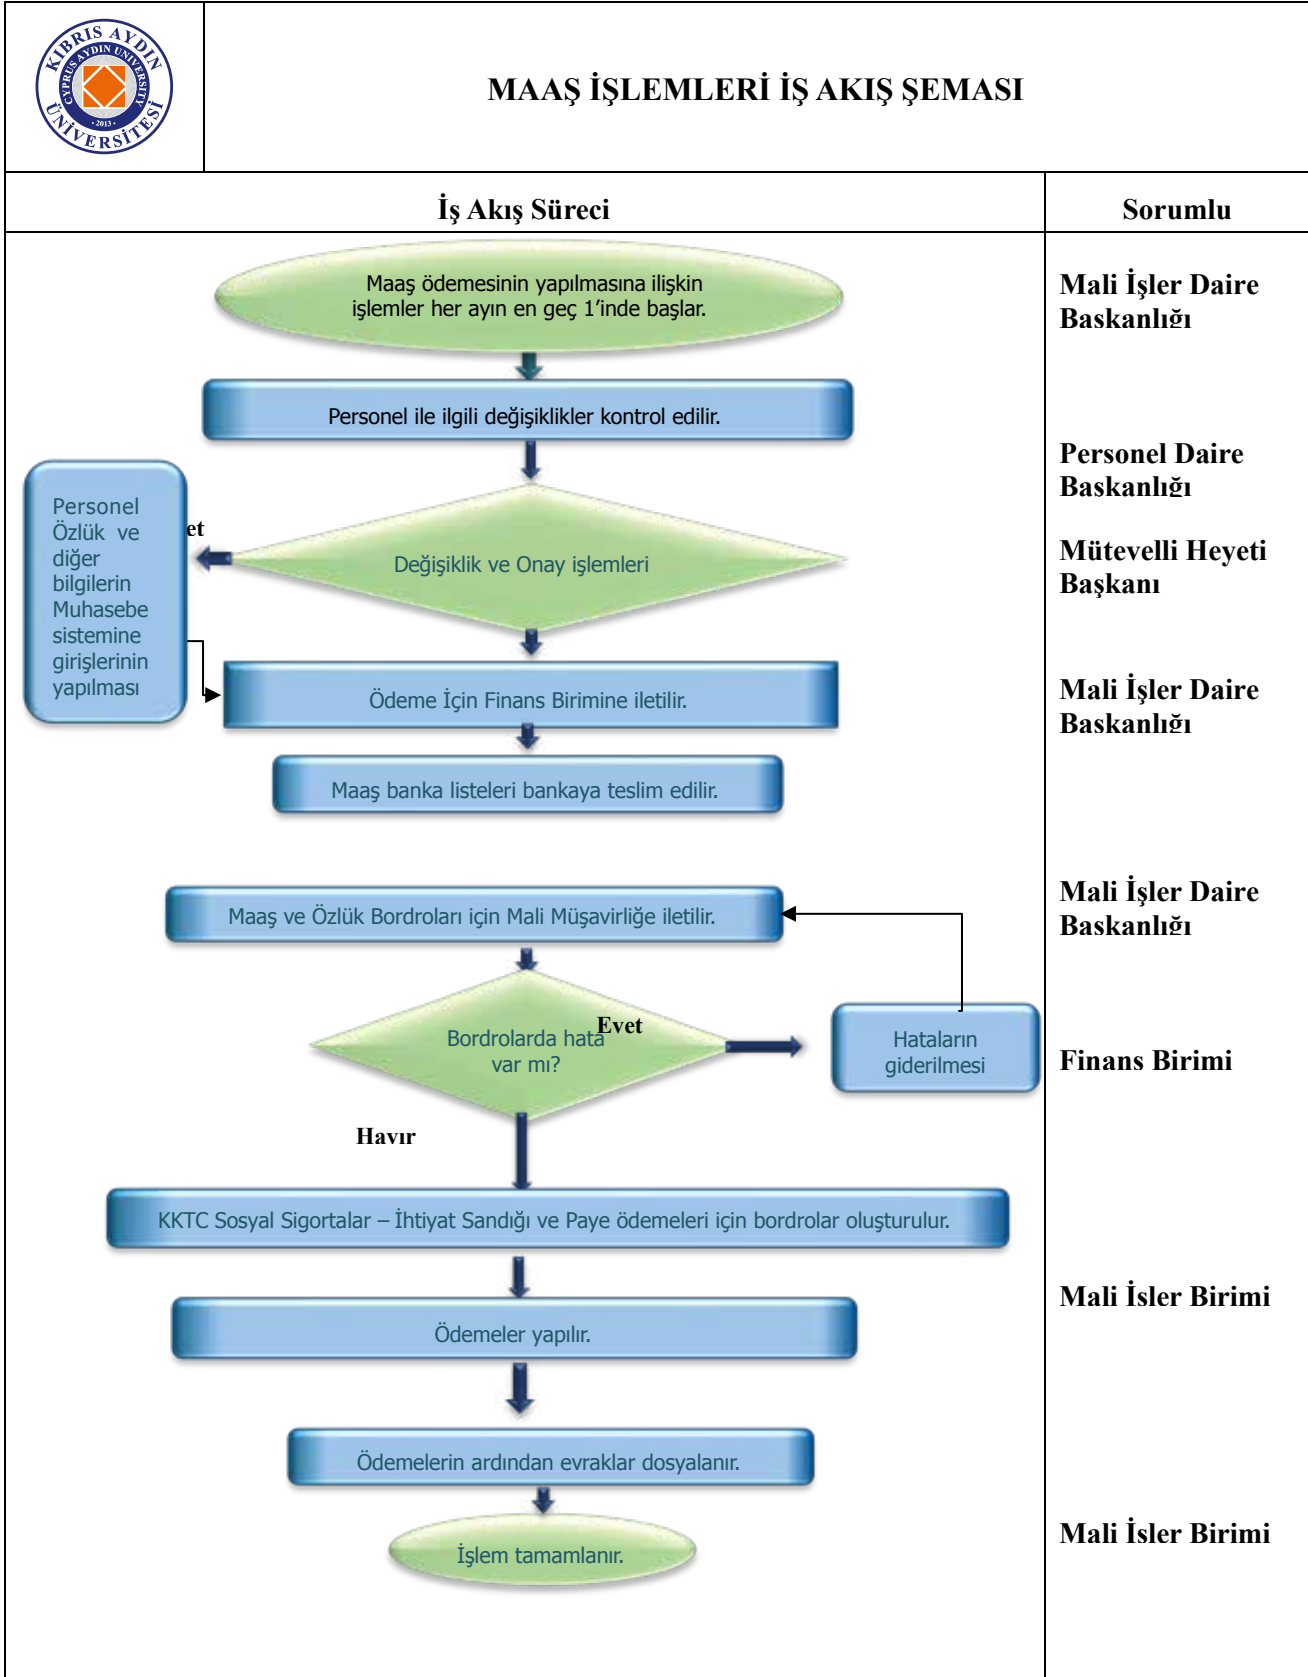 KIBRIS AYDIN
ÜNİVERSİTESİ
CYPRUS AYDIN UNIVERSITY
· 2013 ·
MAAŞ İŞLEMLERİ İŞ AKIŞ ŞEMASI
İş Akış Süreci
Sorumlu
Maaş ödemesinin yapılmasına ilişkin
işlemler her ayın en geç 1’inde başlar.
Mali İşler Daire
Baskanlığı
Personel ile ilgili değişiklikler kontrol edilir.
Personel Daire
Baskanlığı
Personel
Özlük ve
diğer
bilgilerin
Muhasebe
sistemine
girişlerinin
yapılması
et
Değişiklik ve Onay işlemleri
Mütevelli Heyeti
Başkanı
Ödeme İçin Finans Birimine iletilir.
Mali İşler Daire
Baskanlığı
Maaş banka listeleri bankaya teslim edilir.
Maaş ve Özlük Bordroları için Mali Müşavirliğe iletilir.
Mali İşler Daire
Baskanlığı
Bordrolarda hata
var mı?
Evet
Hataların
giderilmesi
Finans Birimi
Havır
KKTC Sosyal Sigortalar – İhtiyat Sandığı ve Paye ödemeleri için bordrolar oluşturulur.
Mali İsler Birimi
Ödemeler yapılır.
Ödemelerin ardından evraklar dosyalanır.
Mali İsler Birimi
İşlem tamamlanır.